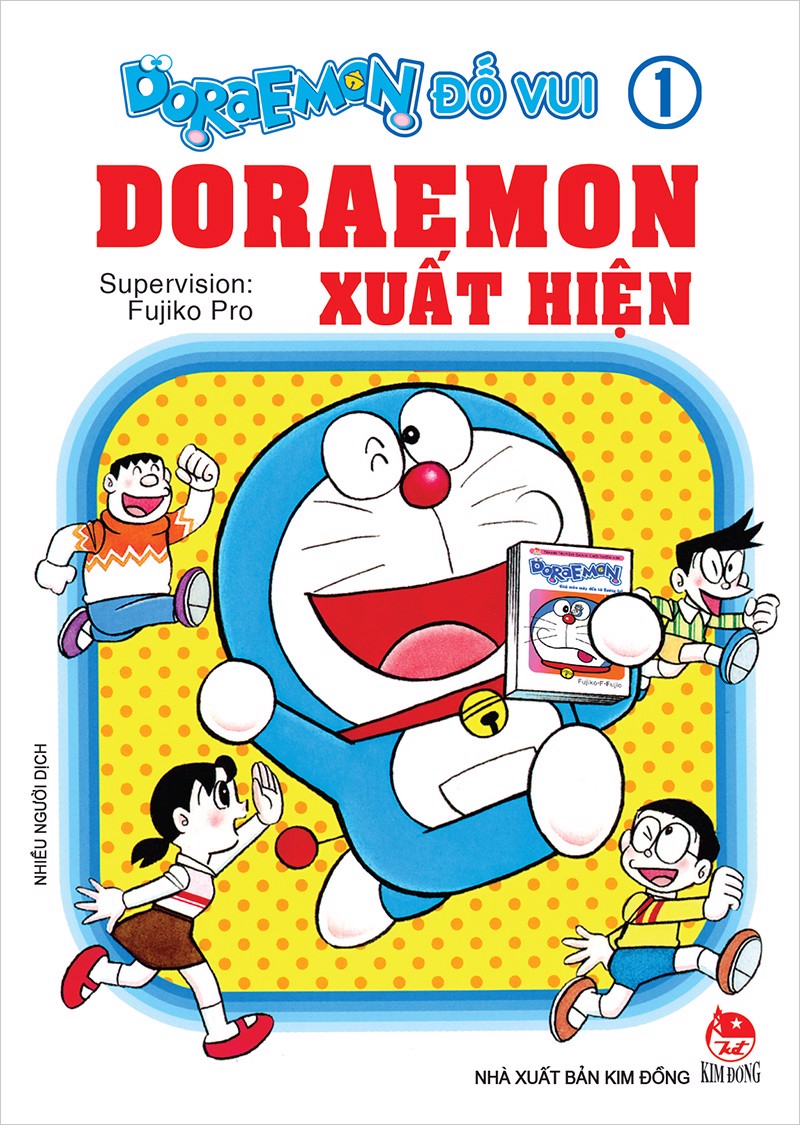 DORAEMON ĐỐ VUI 1
DORAEMON
XUẤT HIỆN
Supervision:
Fujiko Pro
DORAEMON
Fujiko·F·Fujio
NHIỀU NGƯỜI DỊCH
NHÀ XUẤT BẢN KIM ĐỒNG
KIM ĐỒNG